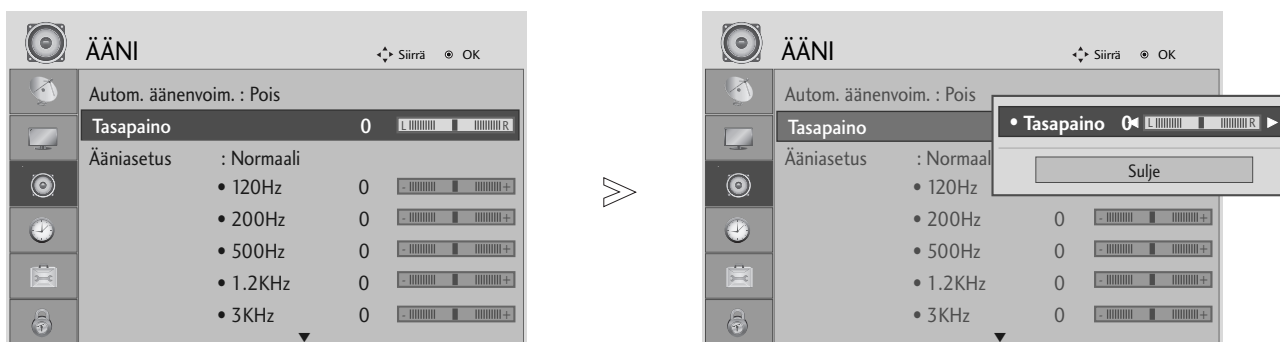 ÄÄNI Siirrä OK
Autom. äänenvoim. : Pois
Tasapaino 0 L R
Ääniasetus : Normaali
• 120Hz 0 - +
• 200Hz 0 - +
• 500Hz 0 - +
• 1.2KHz 0 - +
• 3KHz 0 - +
ÄÄNI Siirrä OK
Autom. äänenvoim. : Pois
Tasapaino
• Tasapaino 0 L R
Sulje
Ääniasetus : Normaal
• 120Hz
• 200Hz 0 - +
• 500Hz 0 - +
• 1.2KHz 0 - +
• 3KHz 0 - +